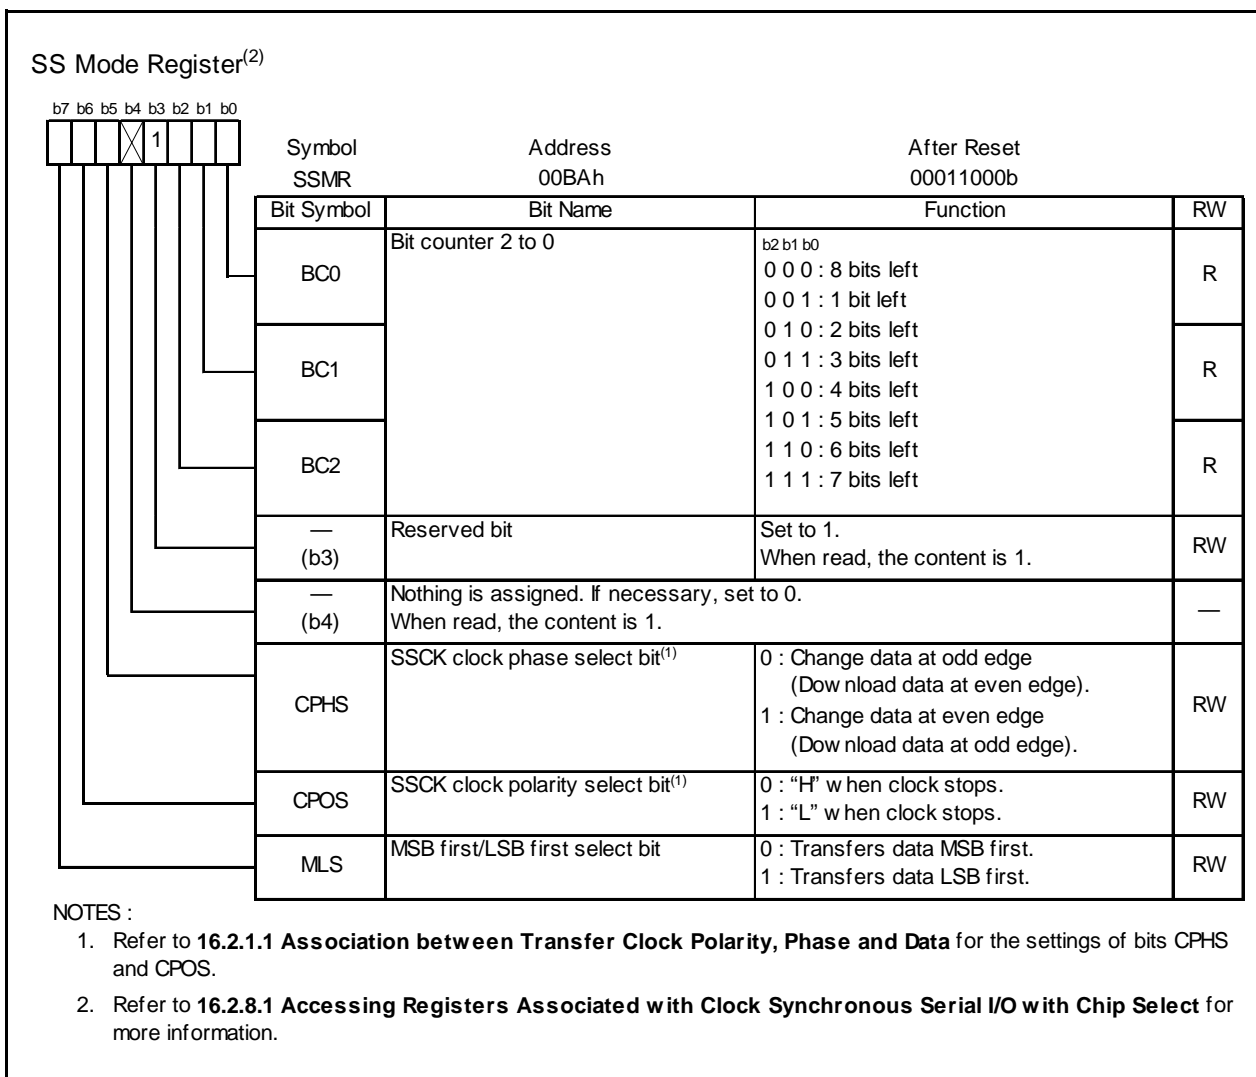 SS Mode Register(2)
b7 b6 b5 b4 b3 b2 b1 b0
1
Symbol Address After Reset
SSMR 00BAh 00011000b
Bit Symbol Bit Name Function RW
BC0 Bit counter 2 to 0 b2 b1 b0 R
0 0 0 : 8 bits left
0 0 1 : 1 bit left
0 1 0 : 2 bits left
BC1 0 1 1 : 3 bits left R
1 0 0 : 4 bits left
1 0 1 : 5 bits left
BC2 1 1 0 : 6 bits left R
1 1 1 : 7 bits left
— Reserved bit Set to 1. RW
(b3) When read, the content is 1.
— Nothing is assigned. If necessary, set to 0. —
(b4) When read, the content is 1.
CPHS SSCK clock phase select bit(1) 0 : Change data at odd edge RW
(Download data at even edge).
1 : Change data at even edge
(Download data at odd edge).
CPOS SSCK clock polarity select bit(1) 0 : “H” when clock stops. RW
1 : “L” when clock stops.
MLS MSB first/LSB first select bit 0 : Transfers data MSB first. RW
1 : Transfers data LSB first.
NOTES :
1. Refer to 16.2.1.1 Association between Transfer Clock Polarity, Phase and Data for the settings of bits CPHS
and CPOS.
2. Refer to 16.2.8.1 Accessing Registers Associated with Clock Synchronous Serial I/O with Chip Select for
more information.